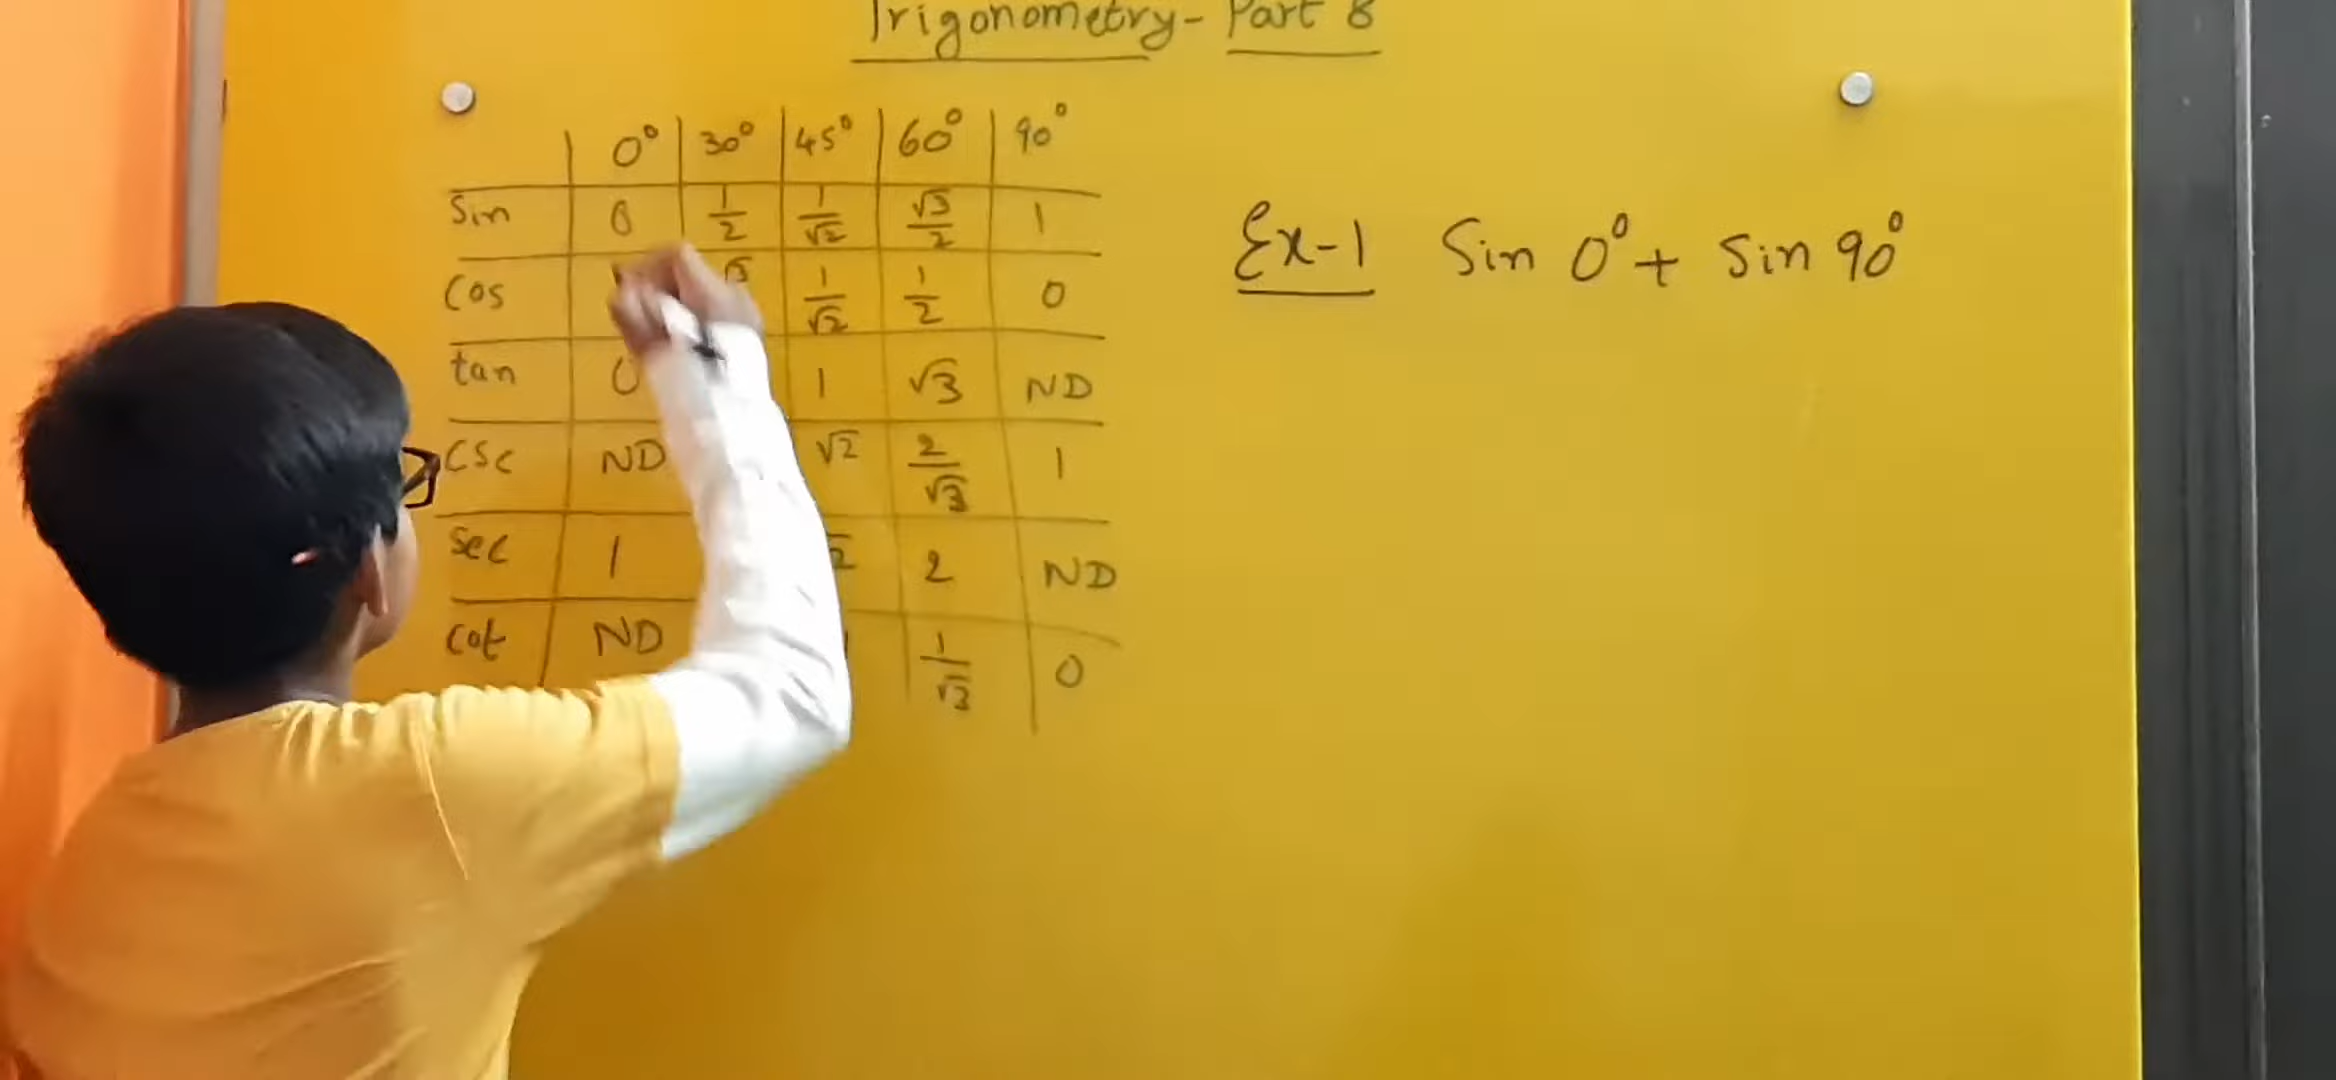 Trigonometry - Part 8
0° 30° 45° 60° 90°
Sin 0 1/2 1/√2 √3/2 1
Cos √3 1/√2 1/2 0
tan 0 1 √3 ND
CSC ND √2 2/√3 1
Sec 1 2 ND
Cot ND 1/√3 0
Ex-1 Sin 0° + Sin 90°